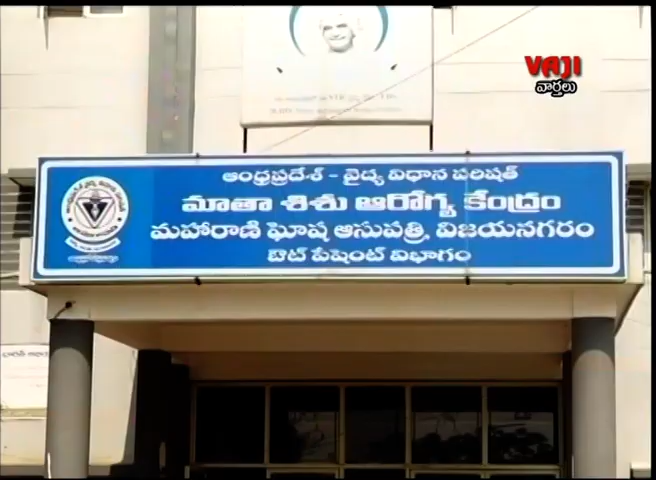 VAJI
వార్తలు
ఆంధ్రప్రదేశ్ - వైద్య విధాన పరిషత్
మాతా శిశు ఆరోగ్య కేంద్రం
మహారాణి ఘోష ఆసుపత్రి, విజయనగరం
ఔట్ పేషెంట్ విభాగం